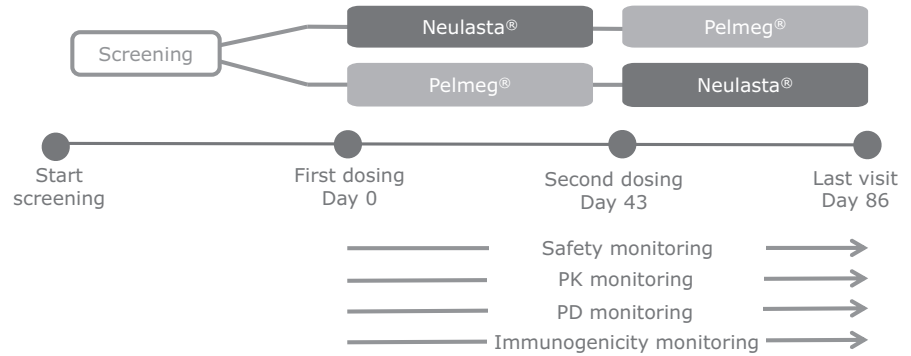 Neulasta®
Pelmeg®
Screening
Pelmeg®
Neulasta®
Start
screening
First dosing
Day 0
Second dosing
Day 43
Last visit
Day 86
Safety monitoring
PK monitoring
PD monitoring
Immunogenicity monitoring